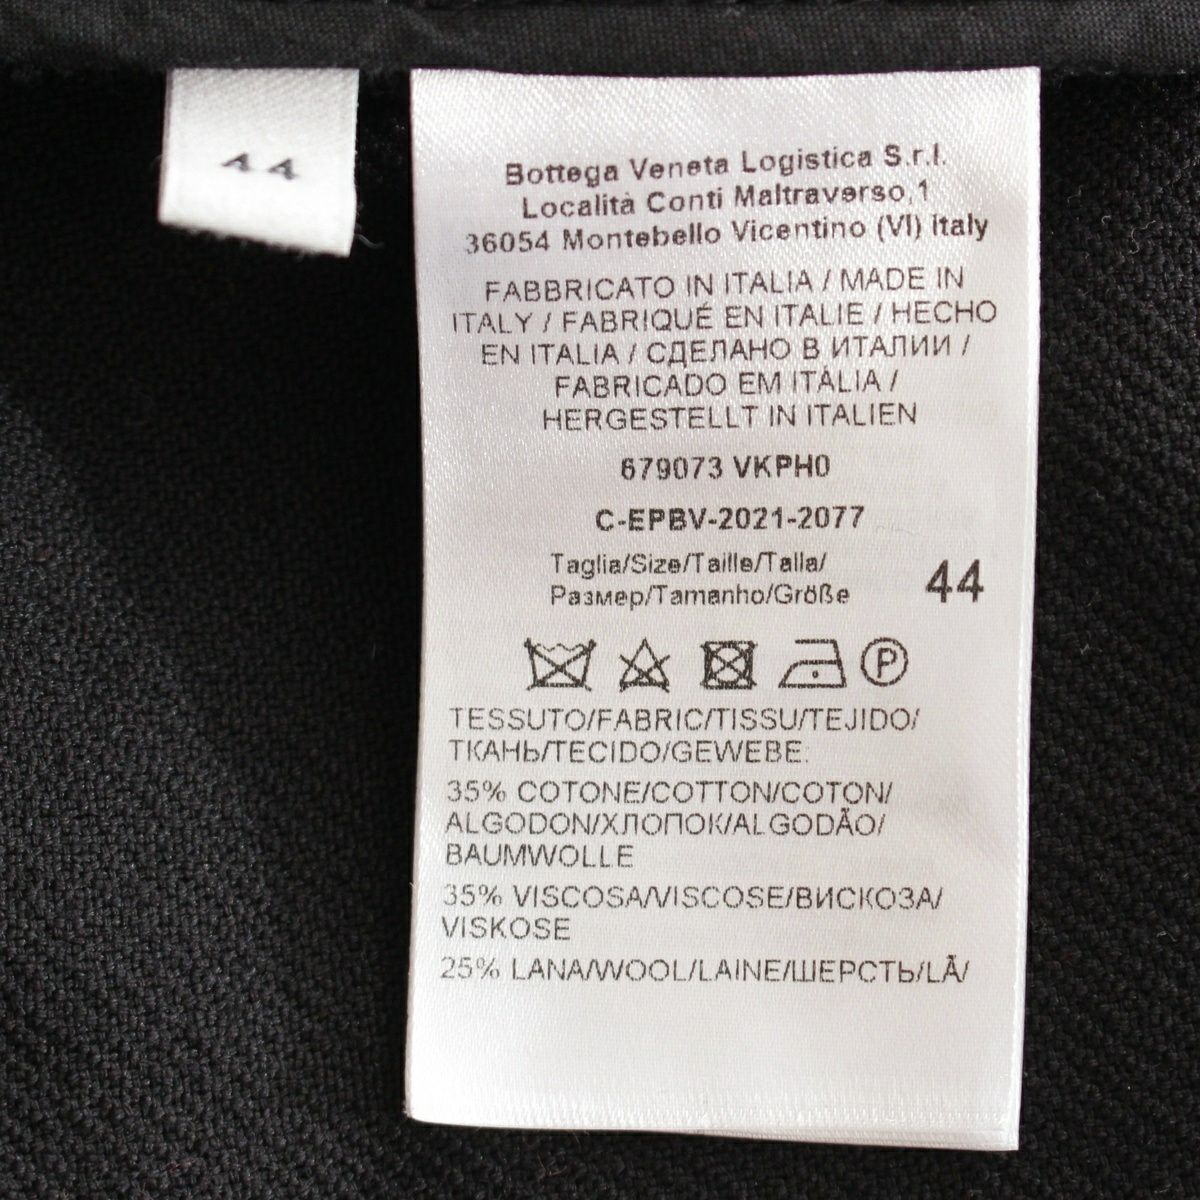 44
Bottega Veneta Logistica S.r.l.
Località Conti Maltraverso,1
36054 Montebello Vicentino (VI) Italy
FABBRICATO IN ITALIA / MADE IN
ITALY / FABRIQUÉ EN ITALIE / HECHO
EN ITALIA / СДЕЛАНО В ИТАЛИИ /
FABRICADO EM ITÁLIA /
HERGESTELLT IN ITALIEN
679073 VKPH0
C-EPBV-2021-2077
Taglia/Size/Taille/Talla/
Размер/Tamanho/Größe 44
P
TESSUTO/FABRIC/TISSU/TEJIDO/
ТКАНЬ/TECIDO/GEWEBE:
35% COTONE/COTTON/COTON/
ALGODON/ХЛОПОК/ALGODÃO/
BAUMWOLLE
35% VISCOSA/VISCOSE/ВИСКОЗА/
VISKOSE
25% LANA/WOOL/LAINE/ШЕРСТЬ/LÃ/